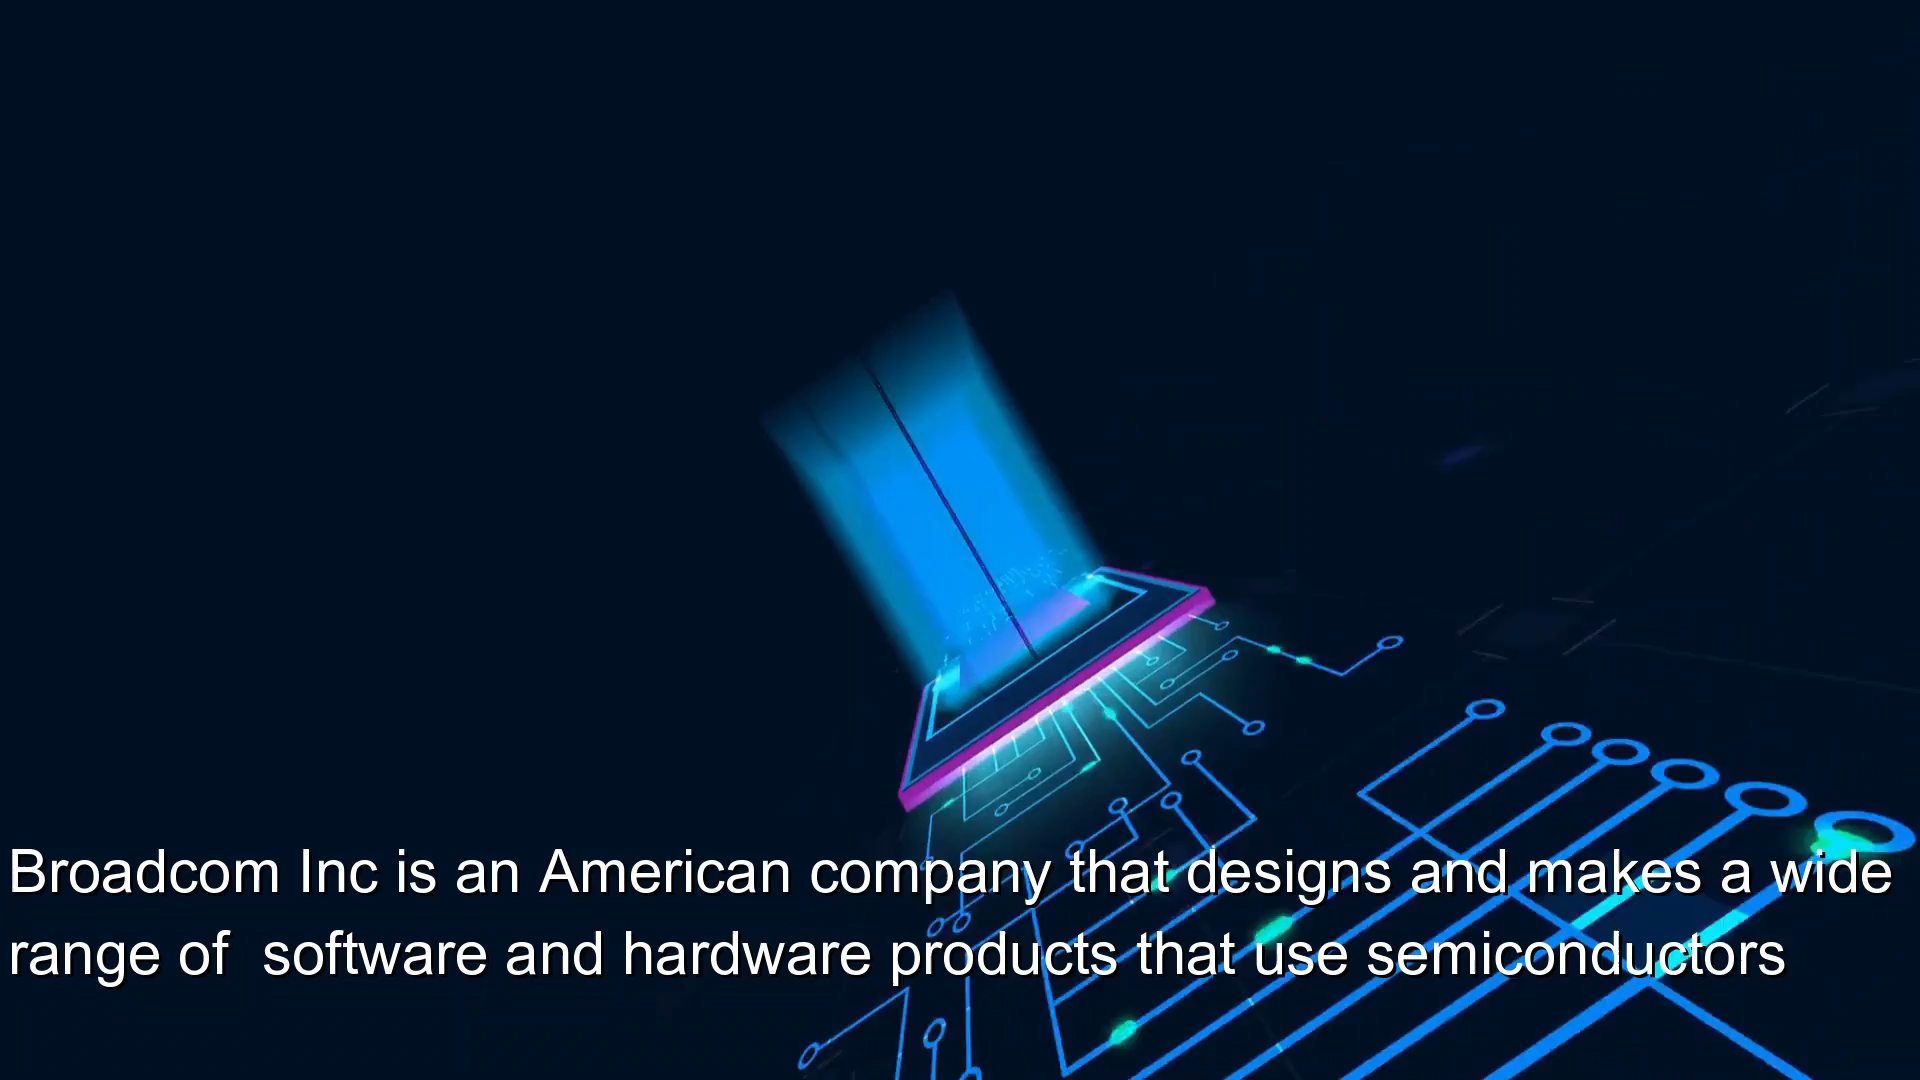 Broadcom Inc is an American company that designs and makes a wide
range of  software and hardware products that use semiconductors